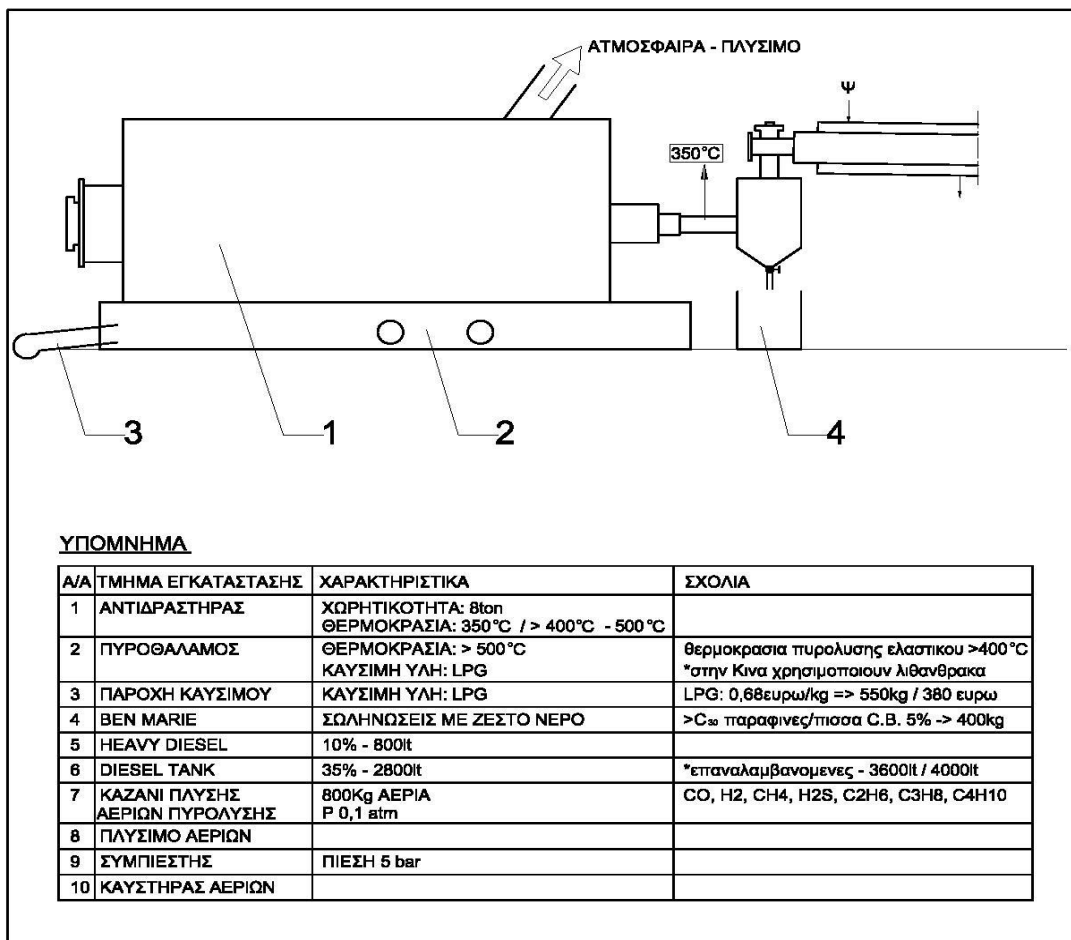 ΑΤΜΟΣΦΑΙΡΑ - ΠΛΥΣΙΜΟ
Ψ
350°C
3
1
2
4
ΥΠΟΜΝΗΜΑ
Α/Α ΤΜΗΜΑ ΕΓΚΑΤΑΣΤΑΣΗΣ ΧΑΡΑΚΤΗΡΙΣΤΙΚΑ ΣΧΟΛΙΑ
1 ΑΝΤΙΔΡΑΣΤΗΡΑΣ ΧΩΡΗΤΙΚΟΤΗΤΑ: 8ton
ΘΕΡΜΟΚΡΑΣΙΑ: 350°C / > 400°C - 500°C
2 ΠΥΡΟΘΑΛΑΜΟΣ ΘΕΡΜΟΚΡΑΣΙΑ: > 500°C θερμοκρασια πυρολυσης ελαστικου >400°C
ΚΑΥΣΙΜΗ ΥΛΗ: LPG *στην Κινα χρησιμοποιουν λιθανθρακα
3 ΠΑΡΟΧΗ ΚΑΥΣΙΜΟΥ ΚΑΥΣΙΜΗ ΥΛΗ: LPG LPG: 0,68ευρω/kg => 550kg / 380 ευρω
4 BEN MARIE ΣΩΛΗΝΩΣΕΙΣ ΜΕ ΖΕΣΤΟ ΝΕΡΟ >C₃₀ παραφινες/πισσα C.B. 5% -> 400kg
5 HEAVY DIESEL 10% - 800lt
6 DIESEL TANK 35% - 2800lt *επαναλαμβανομενες - 3600lt / 4000lt
7 ΚΑΖΑΝΙ ΠΛΥΣΗΣ 800Kg ΑΕΡΙΑ CO, H2, CH4, H2S, C2H6, C3H8, C4H10
ΑΕΡΙΩΝ ΠΥΡΟΛΥΣΗΣ P 0,1 atm
8 ΠΛΥΣΙΜΟ ΑΕΡΙΩΝ
9 ΣΥΜΠΙΕΣΤΗΣ ΠΙΕΣΗ 5 bar
10 ΚΑΥΣΤΗΡΑΣ ΑΕΡΙΩΝ